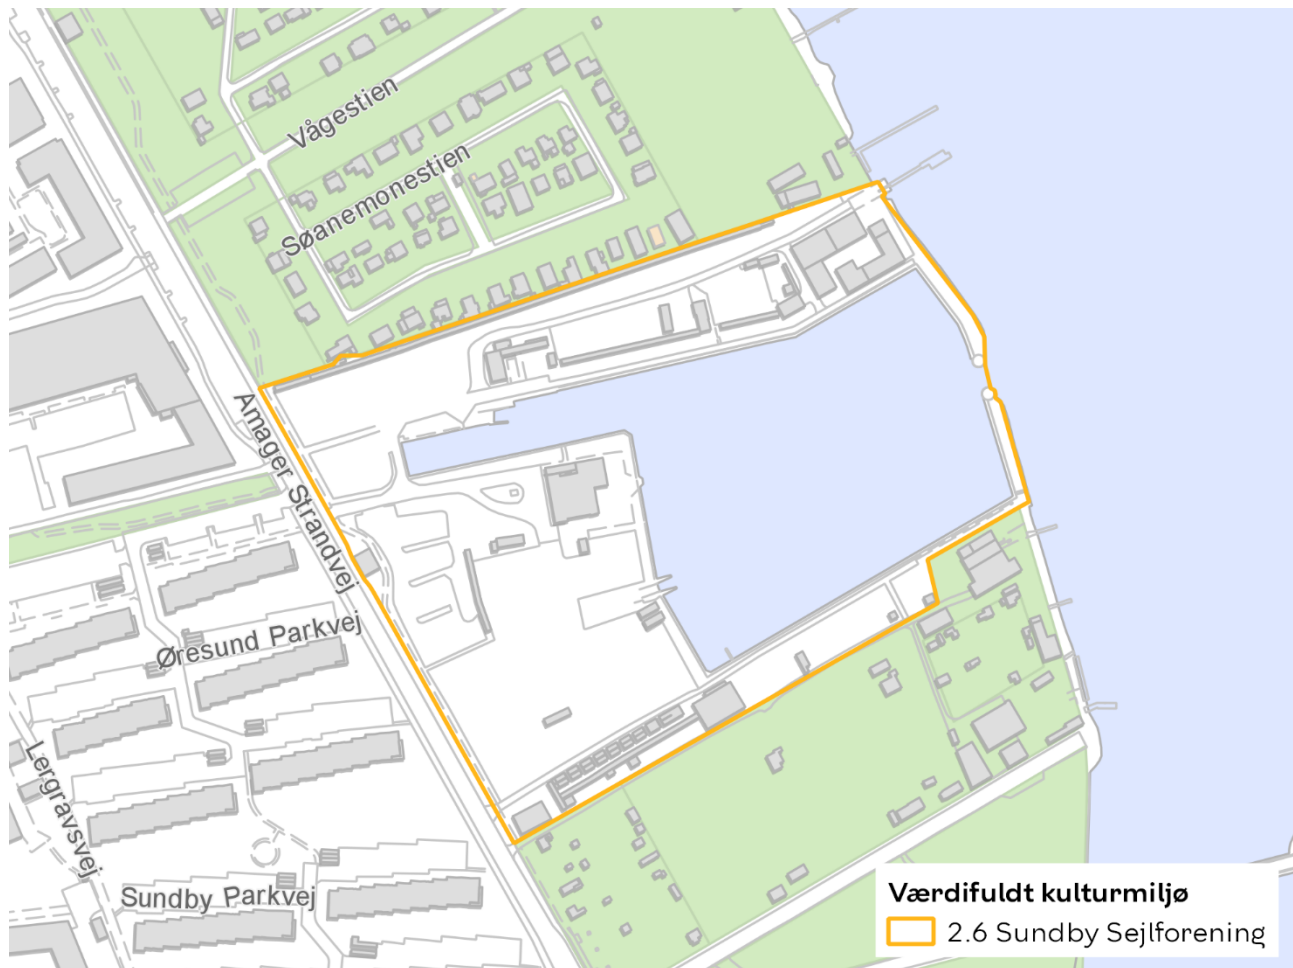 Vågestien
Søanemonestien
Amager Strandvej
Øresund Parkvej
Lergravsvej
Sundby Parkvej
Værdifuldt kulturmiljø
2.6 Sundby Sejlforening